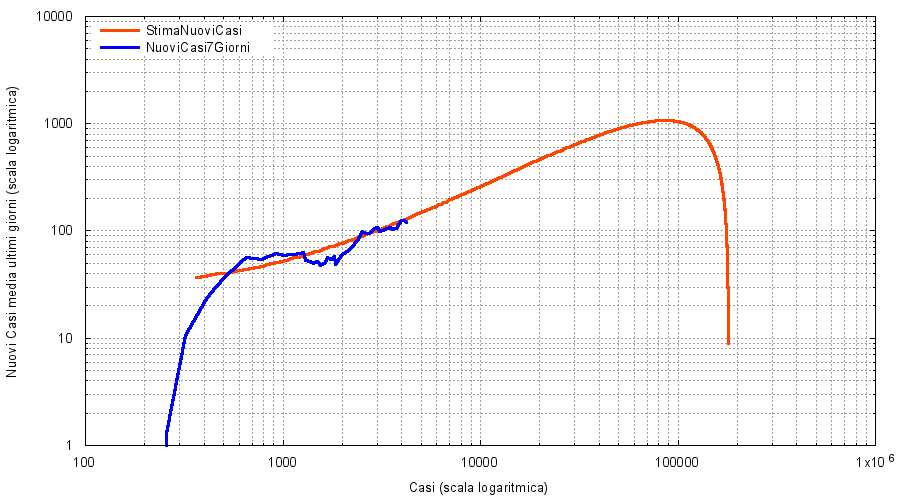 10000
1000
100
10
1
StimaNuoviCasi
NuoviCasi7Giorni
Nuovi Casi media ultimi giorni (scala logaritmica)
100 1000 10000 100000 1x10 6
Casi (scala logaritmica)